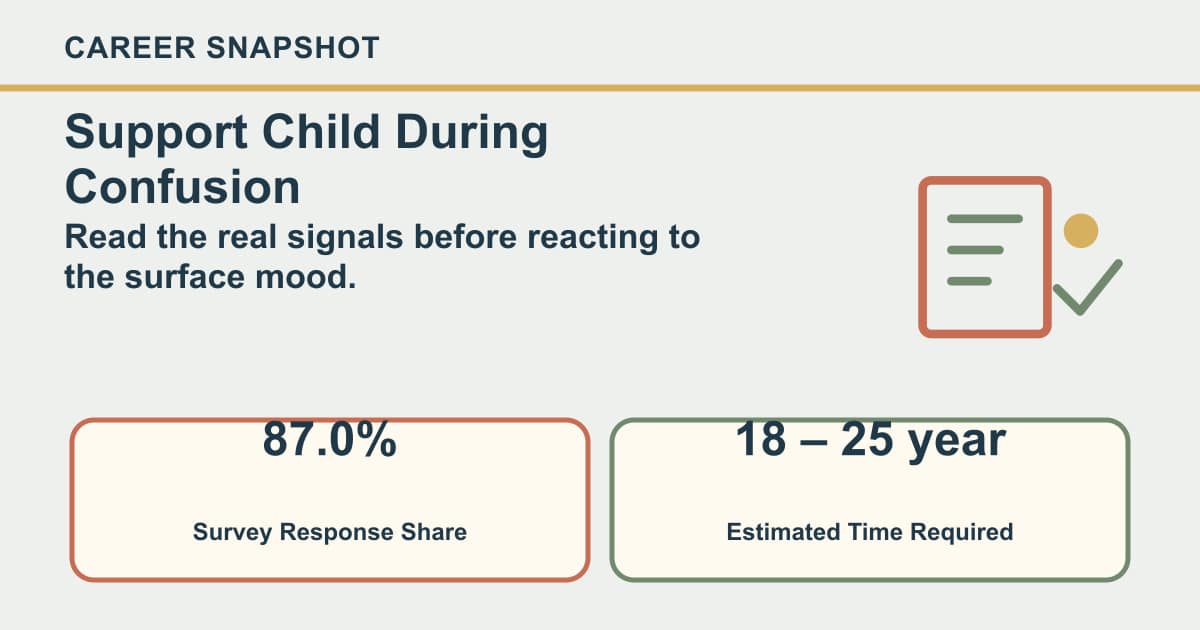 CAREER SNAPSHOT
Support Child During
Confusion
Read the real signals before reacting to
the surface mood.
87.0%
Survey Response Share
18 – 25 year
Estimated Time Required